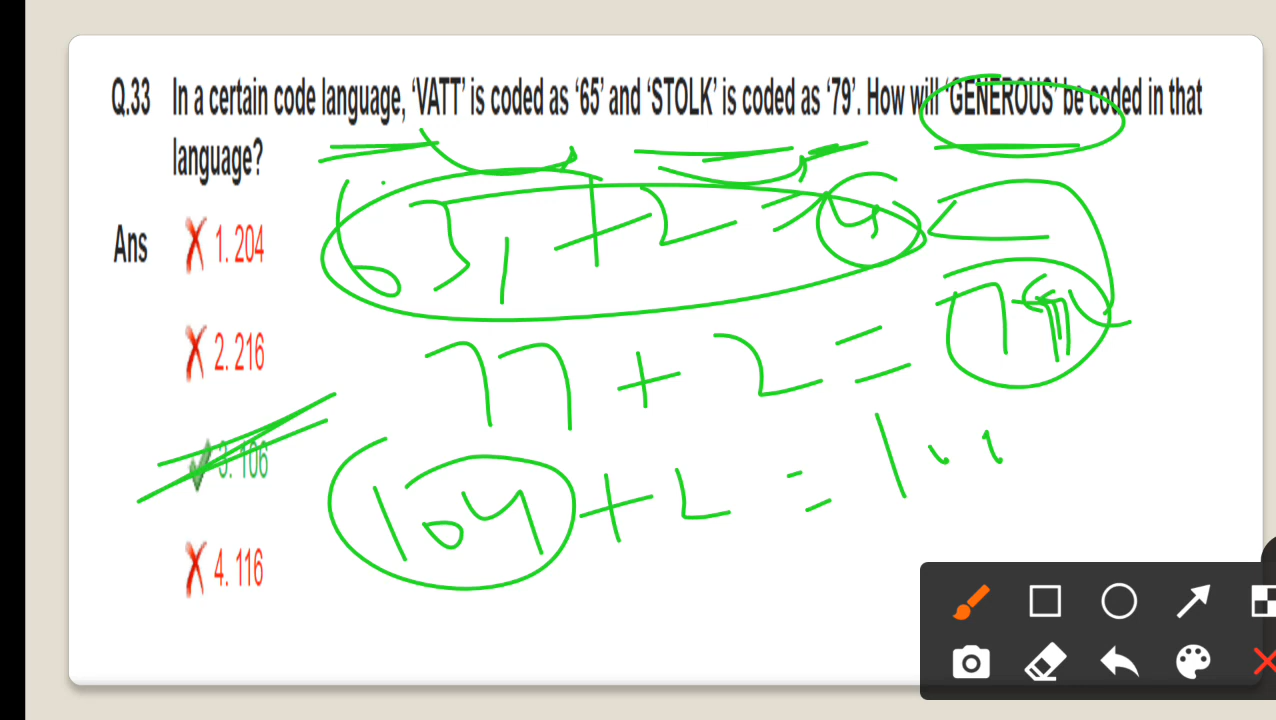 Q.33 In a certain code language, ‘VATT’ is coded as ‘65’ and ‘STOLK’ is coded as ‘79’. How will ‘GENEROUS’ be coded in that
language?
Ans
1. 204
2. 216
3. 106
4. 116
77 + 2 = 79
104 + 2 =